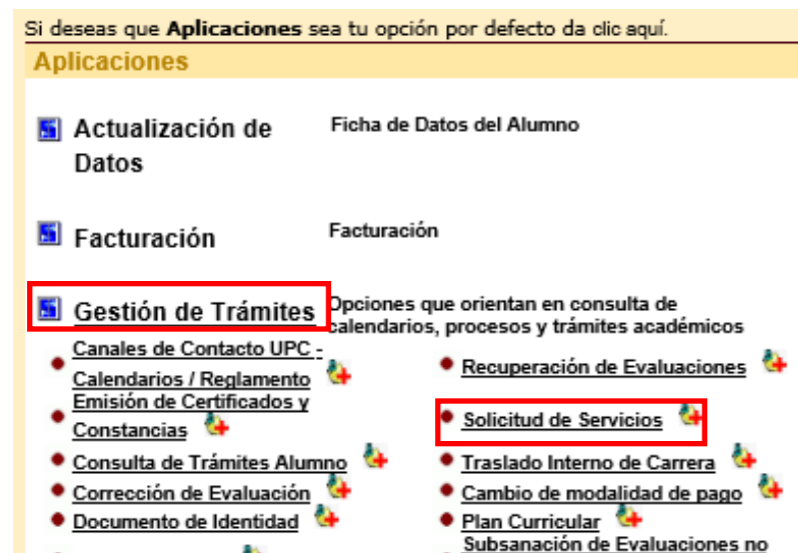 Si deseas que Aplicaciones sea tu opción por defecto da clic aquí.
Aplicaciones
Actualización de
Datos
Ficha de Datos del Alumno
Facturación
Facturación
Gestión de Trámites
Opciones que orientan en consulta de
calendarios, procesos y trámites académicos
Canales de Contacto UPC -
Calendarios / Reglamento
Recuperación de Evaluaciones
Emisión de Certificados y
Constancias
Solicitud de Servicios
Consulta de Trámites Alumno
Traslado Interno de Carrera
Corrección de Evaluación
Cambio de modalidad de pago
Documento de Identidad
Plan Curricular
Subsanación de Evaluaciones no